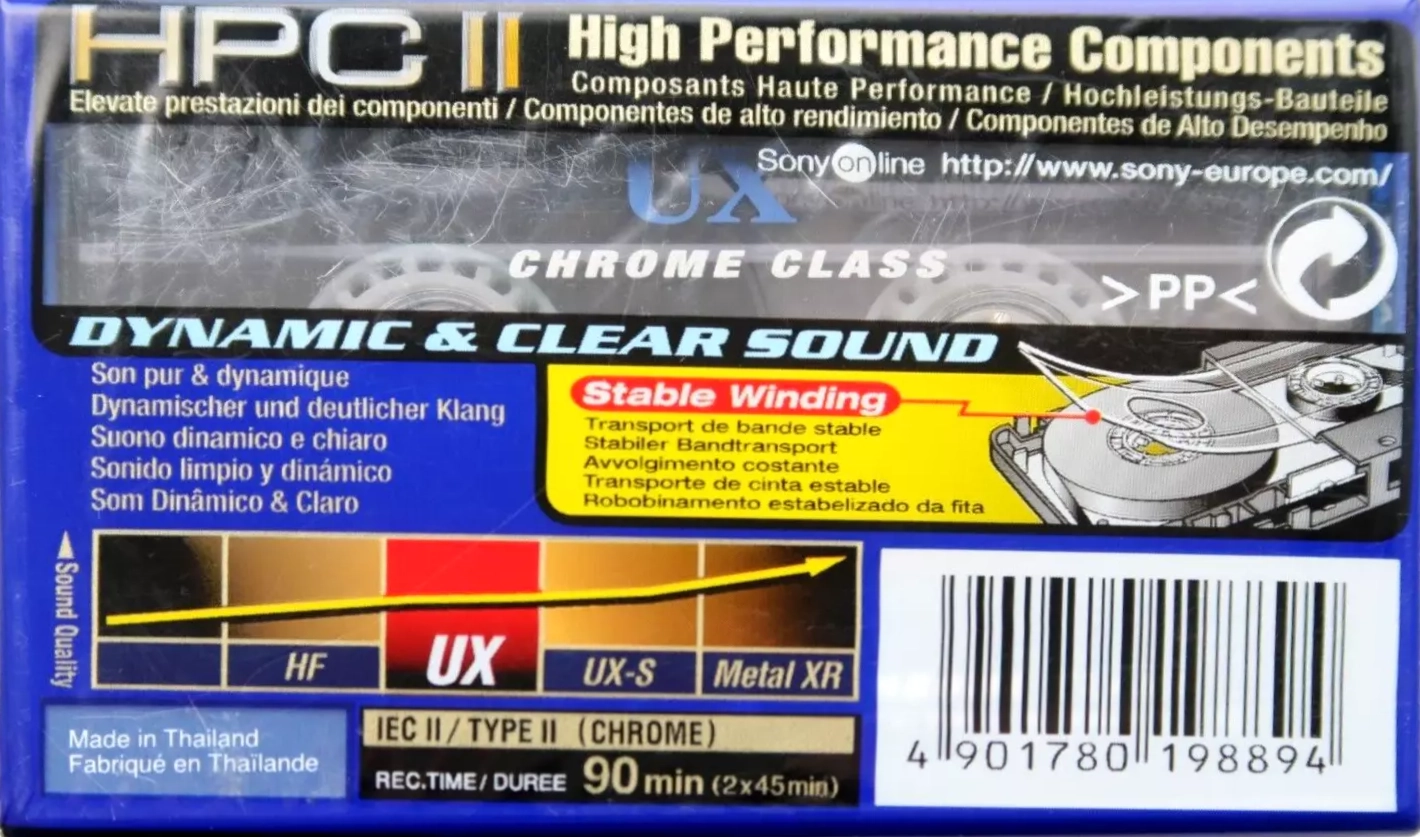 HPC II
High Performance Components
Composants Haute Performance / Hochleistungs-Bauteile
Elevate prestazioni dei componenti / Componentes de alto rendimiento / Componentes de Alto Desempenho
Sony on line http://www.sony-europe.com/
UX
CHROME CLASS
>PP<
DYNAMIC & CLEAR SOUND
Son pur & dynamique
Dynamischer und deutlicher Klang
Suono dinamico e chiaro
Sonido limpio y dinámico
Som Dinâmico & Claro
Stable Winding
Transport de bande stable
Stabiler Bandtransport
Avvolgimento costante
Transporte de cinta estable
Robobinamento estabelizado da fita
Sound Quality
HF UX UX-S Metal XR
Made in Thailand
Fabriqué en Thaïlande
IEC II / TYPE II (CHROME)
REC.TIME / DUREE 90 min (2x45min)
4 901780 198894